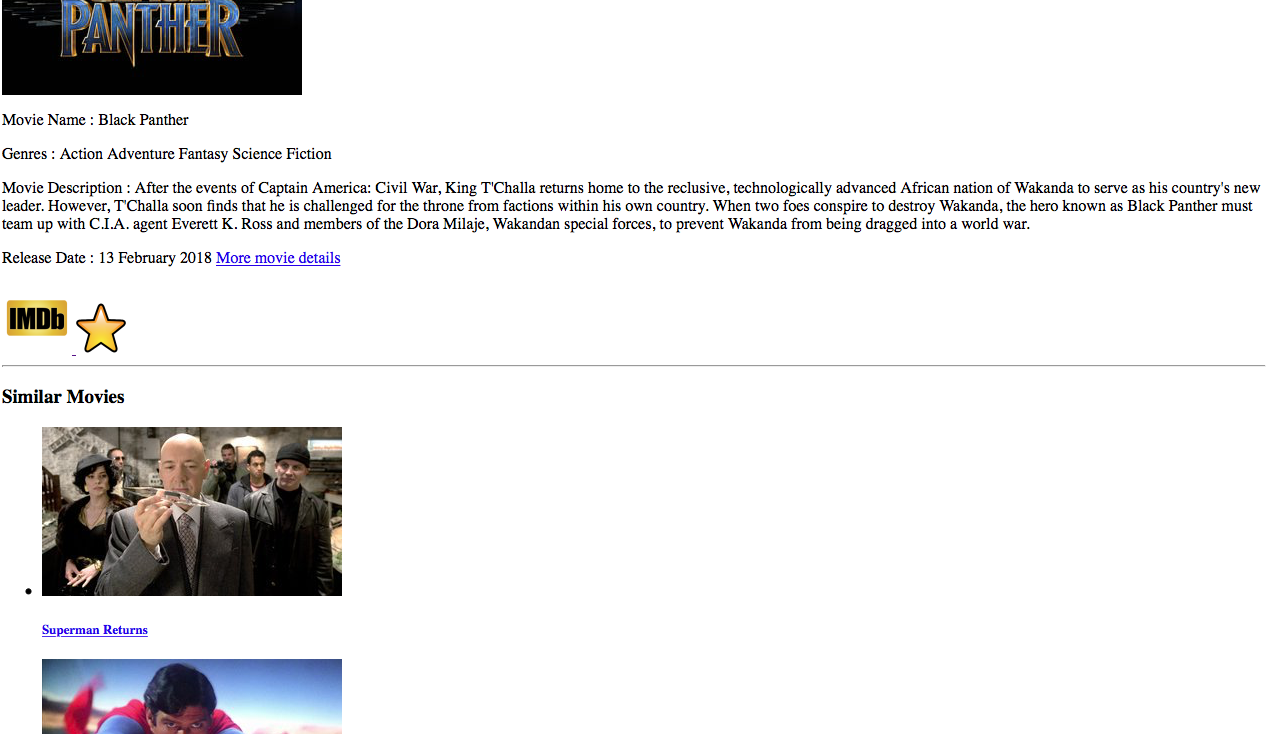 PANTHER
Movie Name : Black Panther
Genres : Action Adventure Fantasy Science Fiction
Movie Description : After the events of Captain America: Civil War, King T'Challa returns home to the reclusive, technologically advanced African nation of Wakanda to serve as his country's new
leader. However, T'Challa soon finds that he is challenged for the throne from factions within his own country. When two foes conspire to destroy Wakanda, the hero known as Black Panther must
team up with C.I.A. agent Everett K. Ross and members of the Dora Milaje, Wakandan special forces, to prevent Wakanda from being dragged into a world war.
Release Date : 13 February 2018 More movie details
IMDb
Similar Movies
Superman Returns